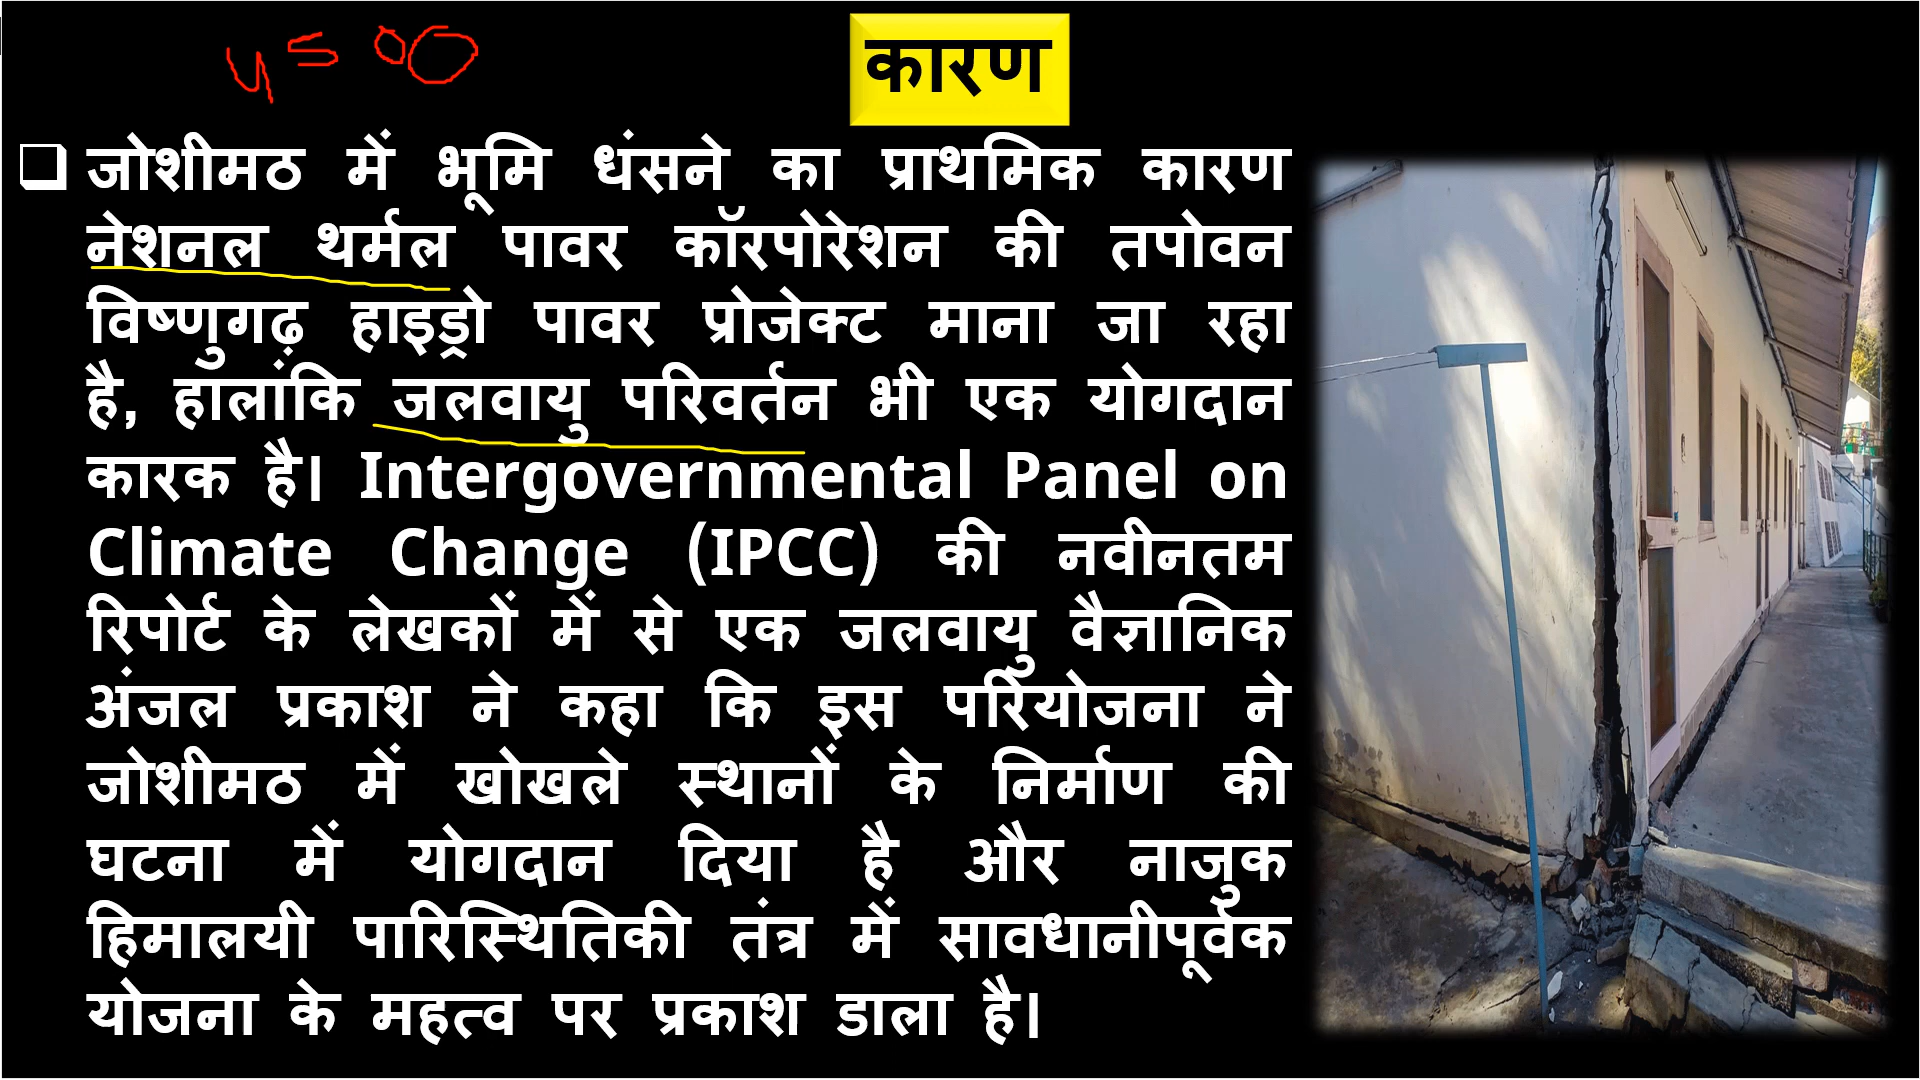 कारण
❑ जोशीमठ में भूमि धंसने का प्राथमिक कारण
नेशनल थर्मल पावर कॉरपोरेशन की तपोवन
विष्णुगढ़ हाइड्रो पावर प्रोजेक्ट माना जा रहा
है, हालांकि जलवायु परिवर्तन भी एक योगदान
कारक है। Intergovernmental Panel on
Climate Change (IPCC) की नवीनतम
रिपोर्ट के लेखकों में से एक जलवायु वैज्ञानिक
अंजल प्रकाश ने कहा कि इस परियोजना ने
जोशीमठ में खोखले स्थानों के निर्माण की
घटना में योगदान दिया है और नाजुक
हिमालयी पारिस्थितिकी तंत्र में सावधानीपूर्वक
योजना के महत्व पर प्रकाश डाला है।